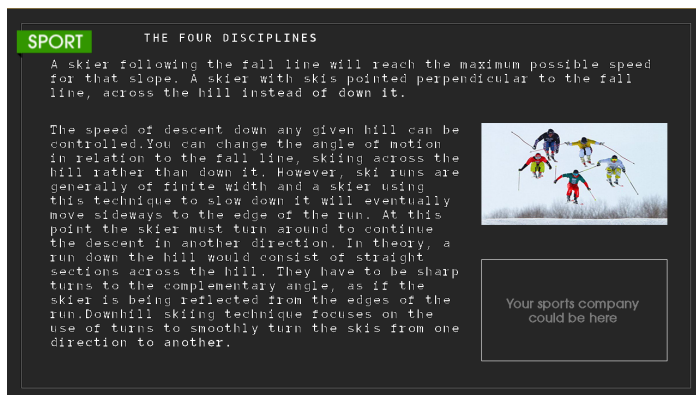 SPORT
THE FOUR DISCIPLINES
A skier following the fall line will reach the maximum possible speed
for that slope. A skier with skis pointed perpendicular to the fall
line, across the hill instead of down it.
The speed of descent down any given hill can be
controlled.You can change the angle of motion
in relation to the fall line, skiing across the
hill rather than down it. However, ski runs are
generally of finite width and a skier using
this technique to slow down it will eventually
move sideways to the edge of the run. At this
point the skier must turn around to continue
the descent in another direction. In theory, a
run down the hill would consist of straight
sections across the hill. They have to be sharp
turns to the complementary angle, as if the
skier is being reflected from the edges of the
run.Downhill skiing technique focuses on the
use of turns to smoothly turn the skis from one
direction to another.
Your sports company
could be here